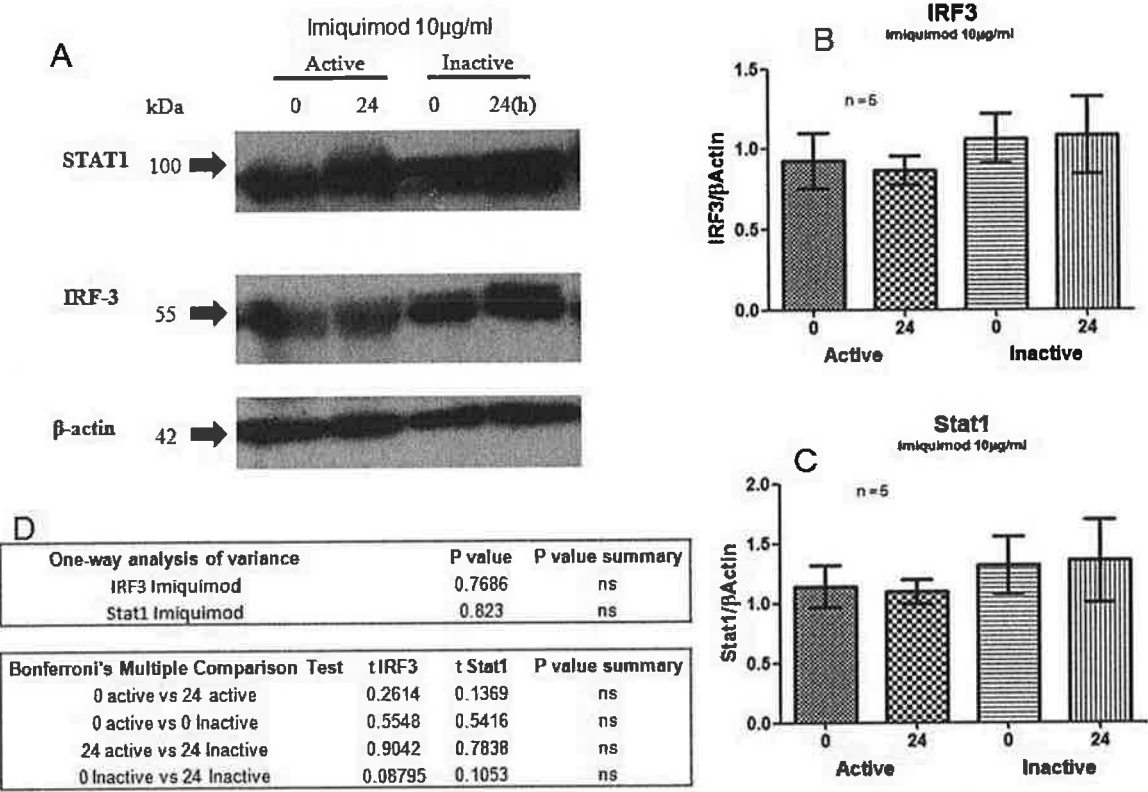 A
Imiquimod 10µg/ml
Active Inactive
kDa 0 24 0 24(h)
STAT1 100
IRF-3 55
β-actin 42
B
IRF3
Imiquimod 10µg/ml
n = 5
1.5
1.0
0.5
0.0
IRF3/βActin
0 24 0 24
Active Inactive
C
Stat1
Imiquimod 10µg/ml
n = 5
2.0
1.5
1.0
0.5
0.0
Stat1/βActin
0 24 0 24
Active Inactive
D
One-way analysis of variance P value P value summary
IRF3 Imiquimod 0.7686 ns
Stat1 Imiquimod 0.823 ns
Bonferroni's Multiple Comparison Test t IRF3 t Stat1 P value summary
0 active vs 24 active 0.2614 0.1369 ns
0 active vs 0 Inactive 0.5548 0.5416 ns
24 active vs 24 Inactive 0.9042 0.7838 ns
0 Inactive vs 24 Inactive 0.08795 0.1053 ns